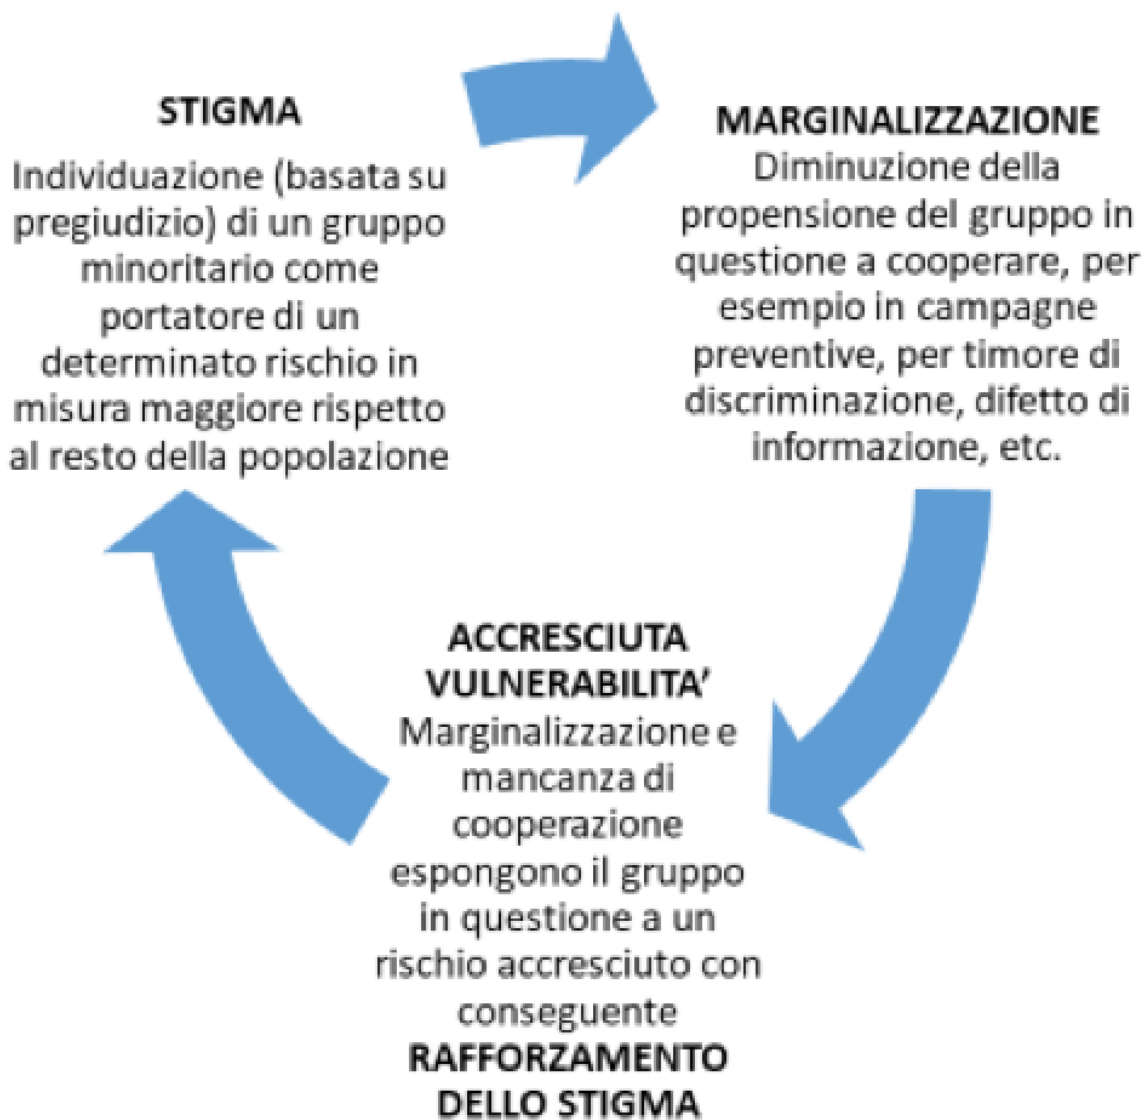 STIGMA
Individuazione (basata su
pregiudizio) di un gruppo
minoritario come
portatore di un
determinato rischio in
misura maggiore rispetto
al resto della popolazione
MARGINALIZZAZIONE
Diminuzione della
propensione del gruppo in
questione a cooperare, per
esempio in campagne
preventive, per timore di
discriminazione, difetto di
informazione, etc.
ACCRESCIUTA
VULNERABILITA’
Marginalizzazione e
mancanza di
cooperazione
espongono il gruppo
in questione a un
rischio accresciuto con
conseguente
RAFFORZAMENTO
DELLO STIGMA